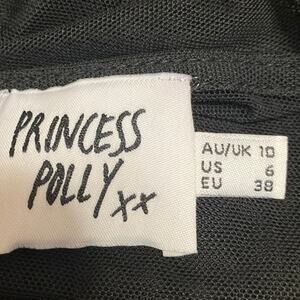 PRINCESS
POLLY xx
AU/UK 10
US 6
EU 38